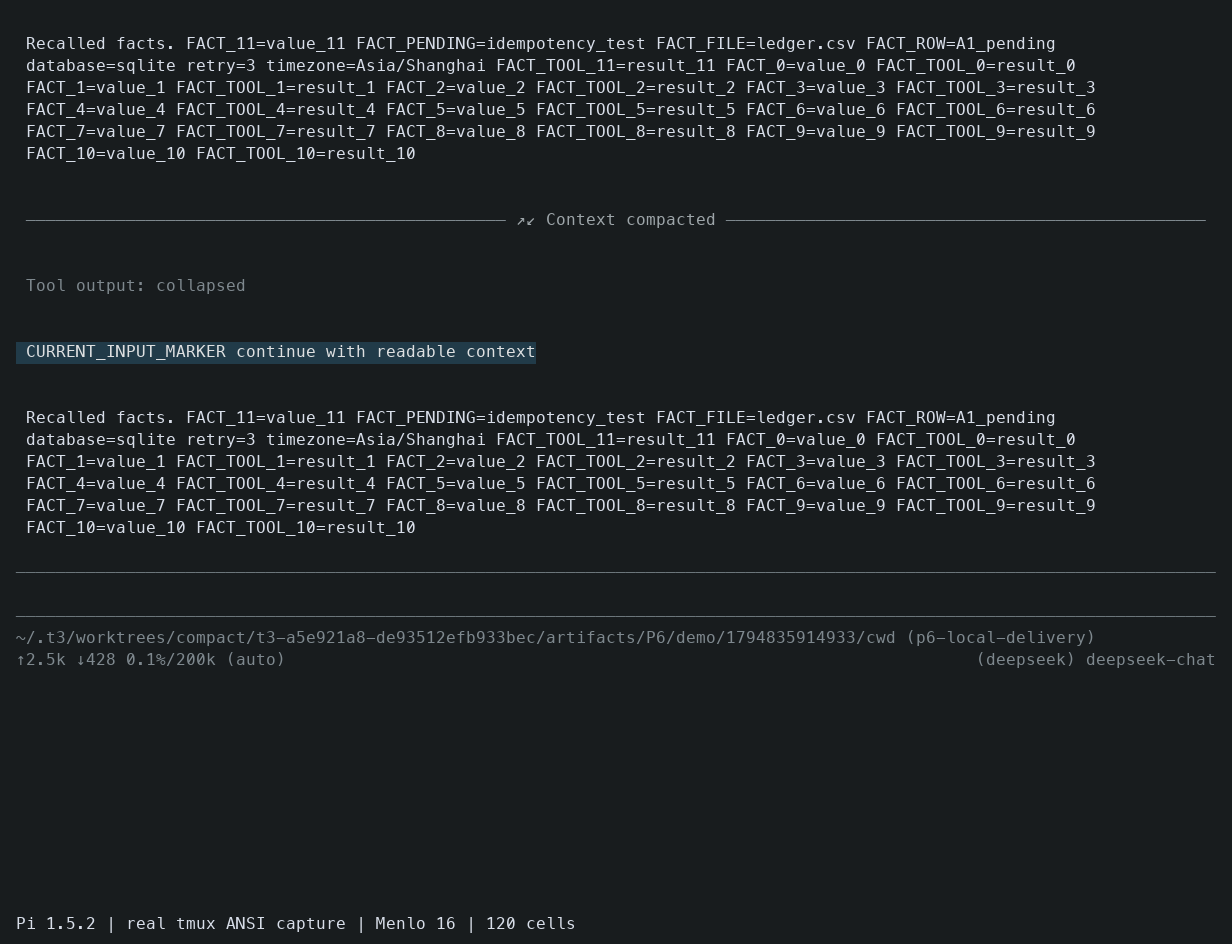 Recalled facts. FACT_11=value_11 FACT_PENDING=idempotency_test FACT_FILE=ledger.csv FACT_ROW=A1_pending
database=sqlite retry=3 timezone=Asia/Shanghai FACT_TOOL_11=result_11 FACT_0=value_0 FACT_TOOL_0=result_0
FACT_1=value_1 FACT_TOOL_1=result_1 FACT_2=value_2 FACT_TOOL_2=result_2 FACT_3=value_3 FACT_TOOL_3=result_3
FACT_4=value_4 FACT_TOOL_4=result_4 FACT_5=value_5 FACT_TOOL_5=result_5 FACT_6=value_6 FACT_TOOL_6=result_6
FACT_7=value_7 FACT_TOOL_7=result_7 FACT_8=value_8 FACT_TOOL_8=result_8 FACT_9=value_9 FACT_TOOL_9=result_9
FACT_10=value_10 FACT_TOOL_10=result_10
↗↙ Context compacted
Tool output: collapsed
CURRENT_INPUT_MARKER continue with readable context
Recalled facts. FACT_11=value_11 FACT_PENDING=idempotency_test FACT_FILE=ledger.csv FACT_ROW=A1_pending
database=sqlite retry=3 timezone=Asia/Shanghai FACT_TOOL_11=result_11 FACT_0=value_0 FACT_TOOL_0=result_0
FACT_1=value_1 FACT_TOOL_1=result_1 FACT_2=value_2 FACT_TOOL_2=result_2 FACT_3=value_3 FACT_TOOL_3=result_3
FACT_4=value_4 FACT_TOOL_4=result_4 FACT_5=value_5 FACT_TOOL_5=result_5 FACT_6=value_6 FACT_TOOL_6=result_6
FACT_7=value_7 FACT_TOOL_7=result_7 FACT_8=value_8 FACT_TOOL_8=result_8 FACT_9=value_9 FACT_TOOL_9=result_9
FACT_10=value_10 FACT_TOOL_10=result_10
~/.t3/worktrees/compact/t3-a5e921a8-de93512efb933bec/artifacts/P6/demo/1794835914933/cwd (p6-local-delivery)
↑2.5k ↓428 0.1%/200k (auto) (deepseek) deepseek-chat
Pi 1.5.2 | real tmux ANSI capture | Menlo 16 | 120 cells